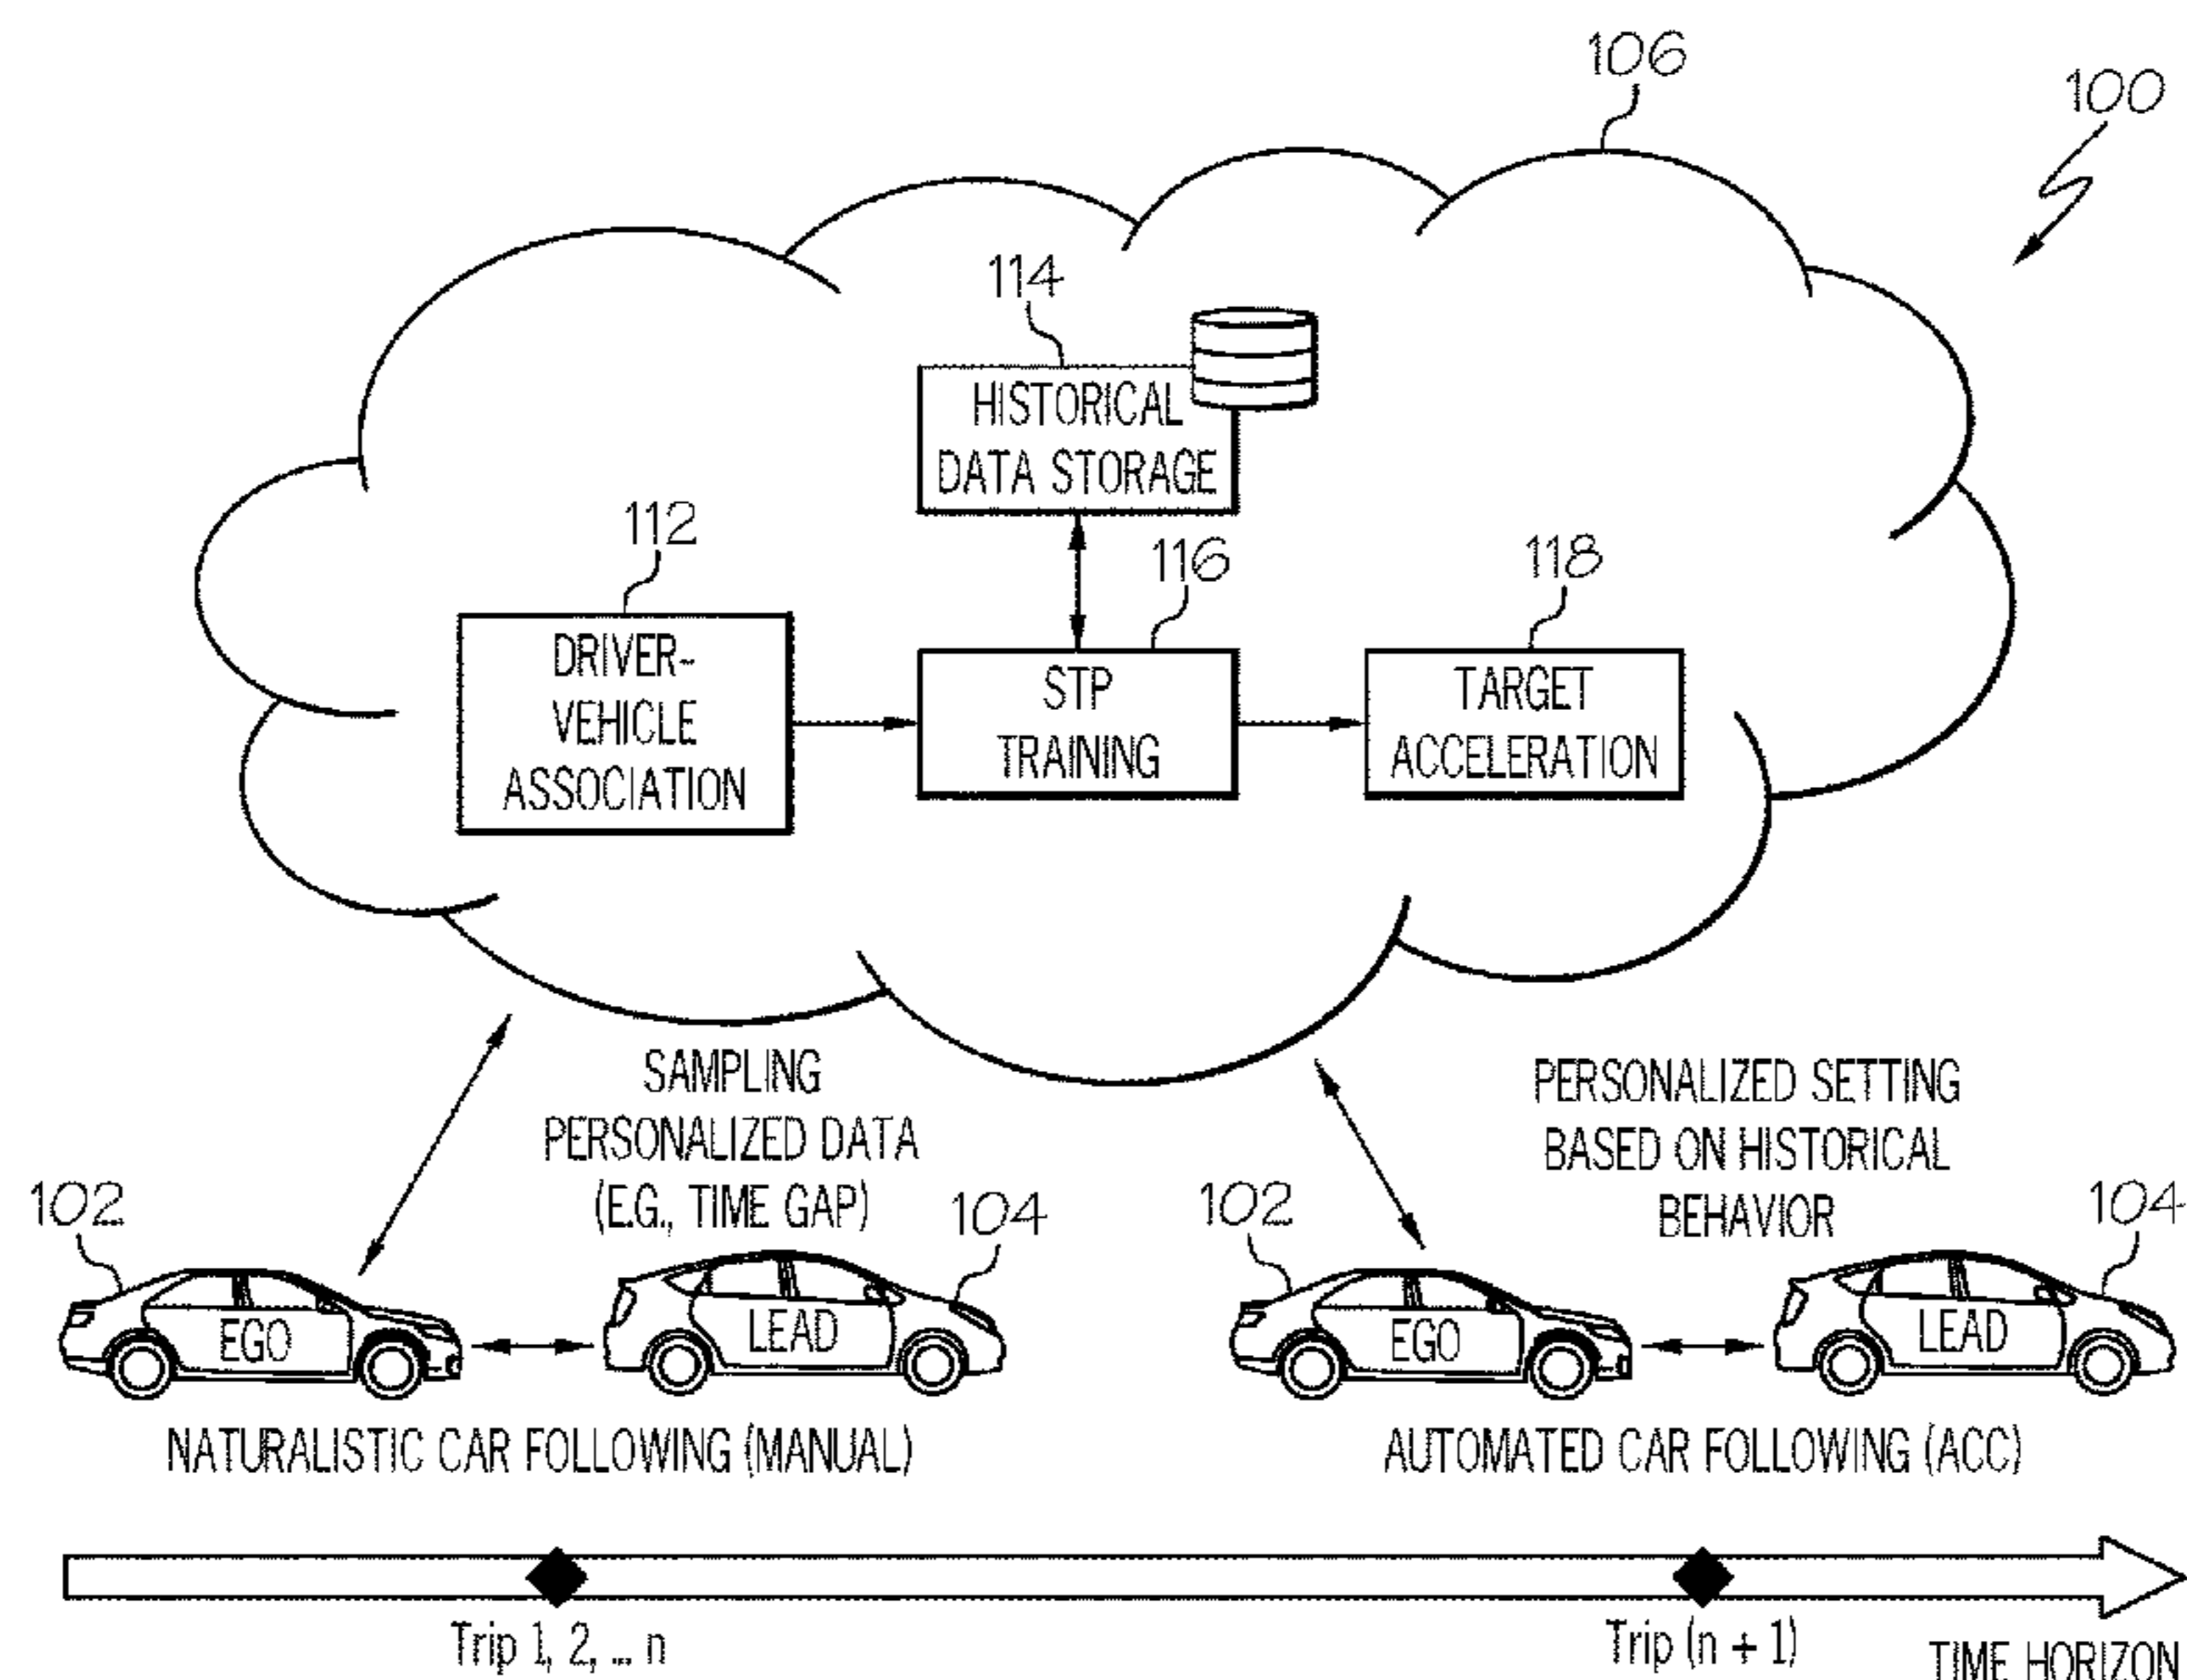 106
100
114
HISTORICAL
DATA STORAGE
112
116
118
DRIVER-
VEHICLE
ASSOCIATION
STP
TRAINING
TARGET
ACCELERATION
SAMPLING
PERSONALIZED DATA
(E.G., TIME GAP)
PERSONALIZED SETTING
BASED ON HISTORICAL
BEHAVIOR
102
104
102
104
EGO
LEAD
EGO
LEAD
NATURALISTIC CAR FOLLOWING (MANUAL)
AUTOMATED CAR FOLLOWING (ACC)
Trip 1, 2, ... n
Trip (n + 1)
TIME HORIZON